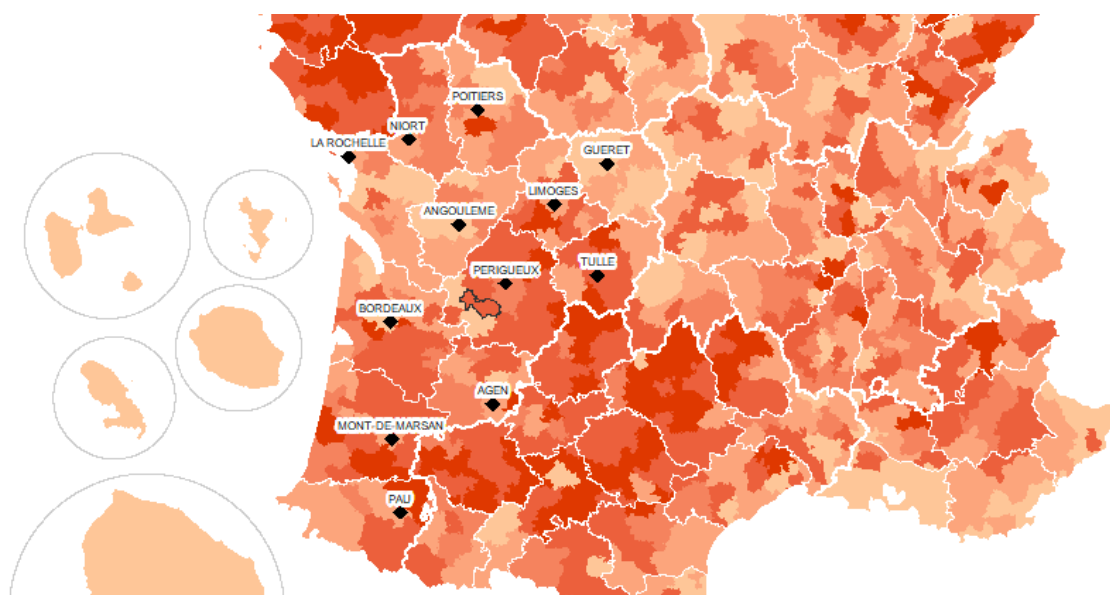 POITIERS
NIORT
LA ROCHELLE
GUERET
LIMOGES
ANGOULEME
TULLE
PERIGUEUX
BORDEAUX
AGEN
MONT-DE-MARSAN
PAU